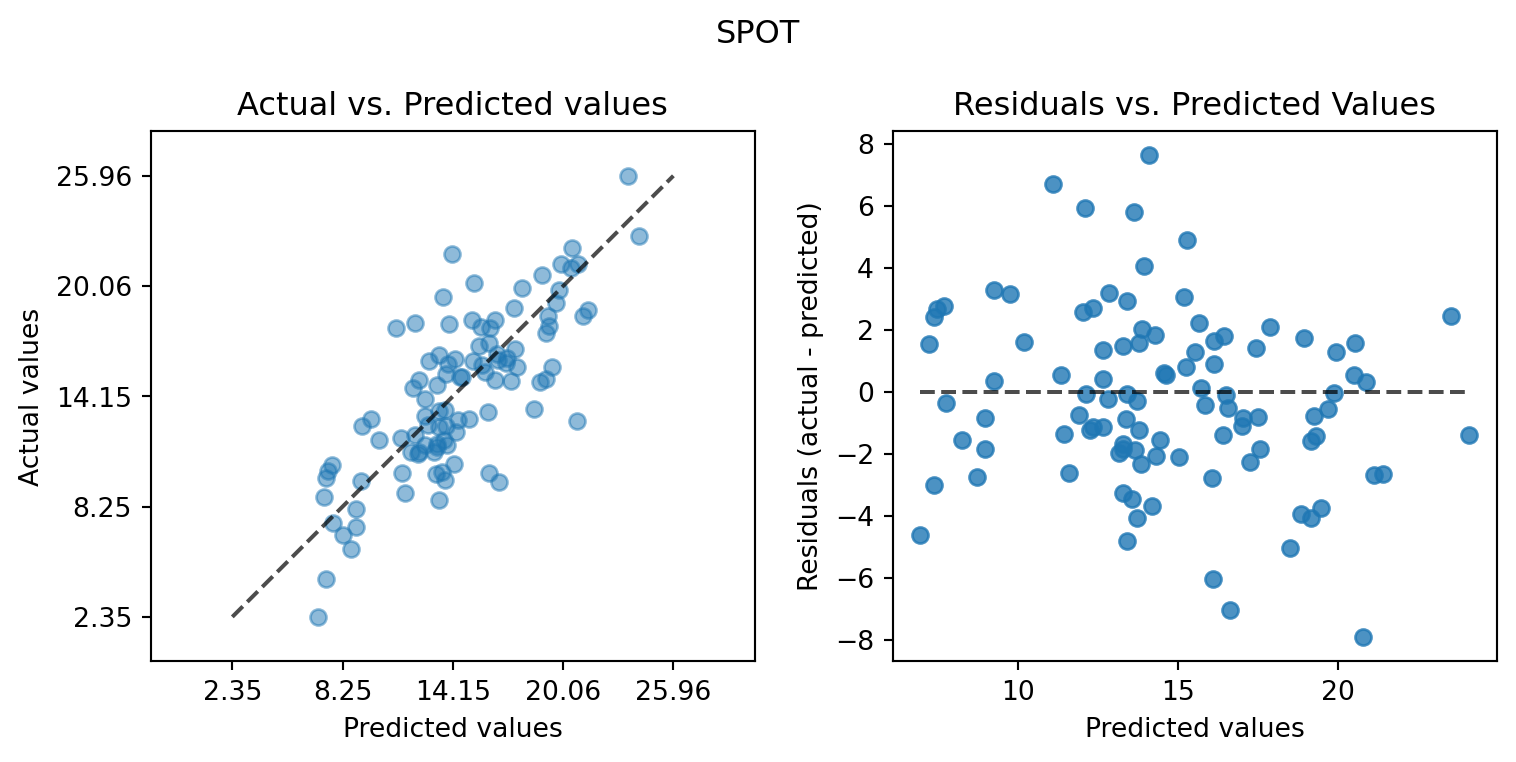 SPOT
Actual vs. Predicted values
Actual values
25.96
20.06
14.15
8.25
2.35
2.35 8.25 14.15 20.06 25.96
Predicted values
Residuals vs. Predicted Values
Residuals (actual - predicted)
8
6
4
2
0
−2
−4
−6
−8
10 15 20
Predicted values